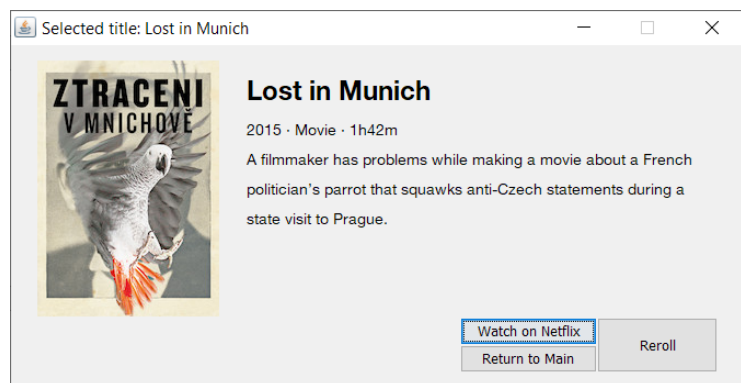 Selected title: Lost in Munich
ZTRACENI
V MNICHOVĚ
Lost in Munich
2015 · Movie · 1h42m
A filmmaker has problems while making a movie about a French
politician’s parrot that squawks anti-Czech statements during a
state visit to Prague.
Watch on Netflix
Return to Main
Reroll